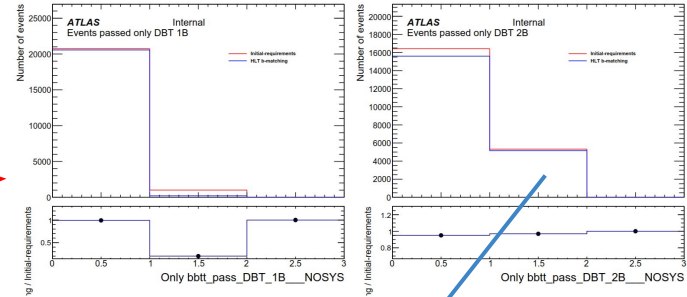 ATLAS Internal
Events passed only DBT 1B
Initial-requirements
HLT b-matching
Number of events
25000
20000
15000
10000
5000
0
ng / Initial-requirements
1
0.5
0 0.5 1 1.5 2 2.5 3
Only bbtt_pass_DBT_1B___NOSYS
ATLAS Internal
Events passed only DBT 2B
Initial-requirements
HLT b-matching
Number of events
20000
18000
16000
14000
12000
10000
8000
6000
4000
2000
0
ng / Initial-requirements
1.2
1
0.8
0 0.5 1 1.5 2 2.5 3
Only bbtt_pass_DBT_2B___NOSYS